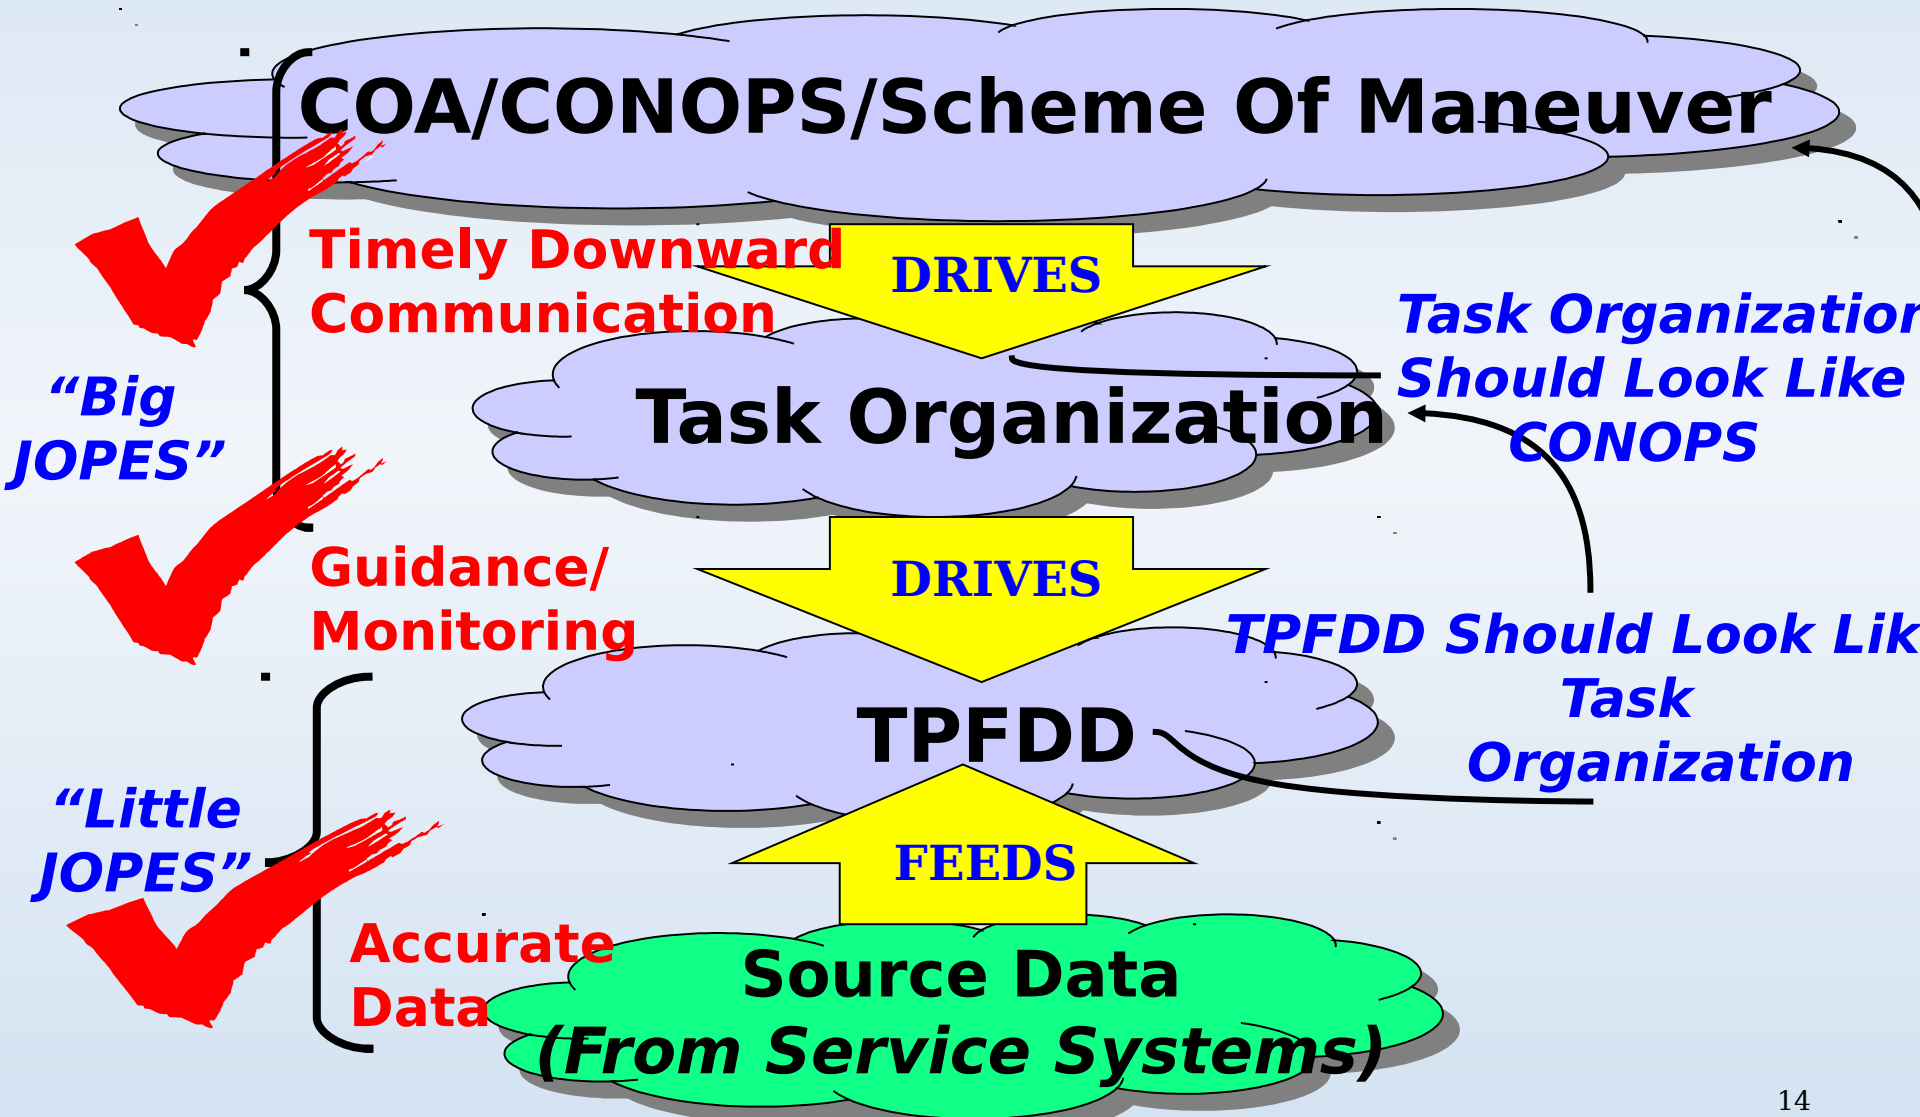 COA/CONOPS/Scheme Of Maneuver
Timely Downward
Communication
DRIVES
Task Organization
Should Look Like
CONOPS
“Big
JOPES”
Task Organization
Guidance/
Monitoring
DRIVES
TPFDD Should Look Lik
Task
Organization
TPFDD
“Little
JOPES”
FEEDS
Accurate
Data
Source Data
(From Service Systems)
14